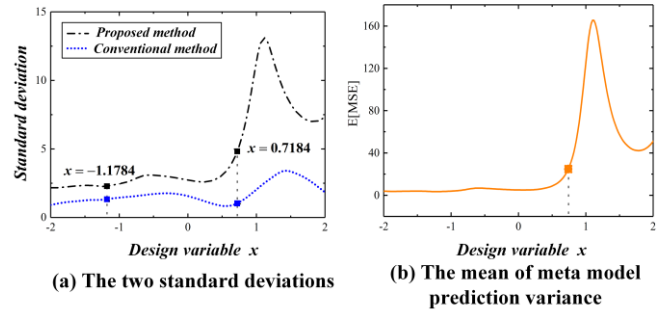 15
10
5
0
Standard deviation
Proposed method
Conventional method
x = −1.1784
x = 0.7184
-2 -1 0 1 2
Design variable x
(a) The two standard deviations
160
120
80
40
0
E[MSE]
-2 -1 0 1 2
Design variable x
(b) The mean of meta model
prediction variance